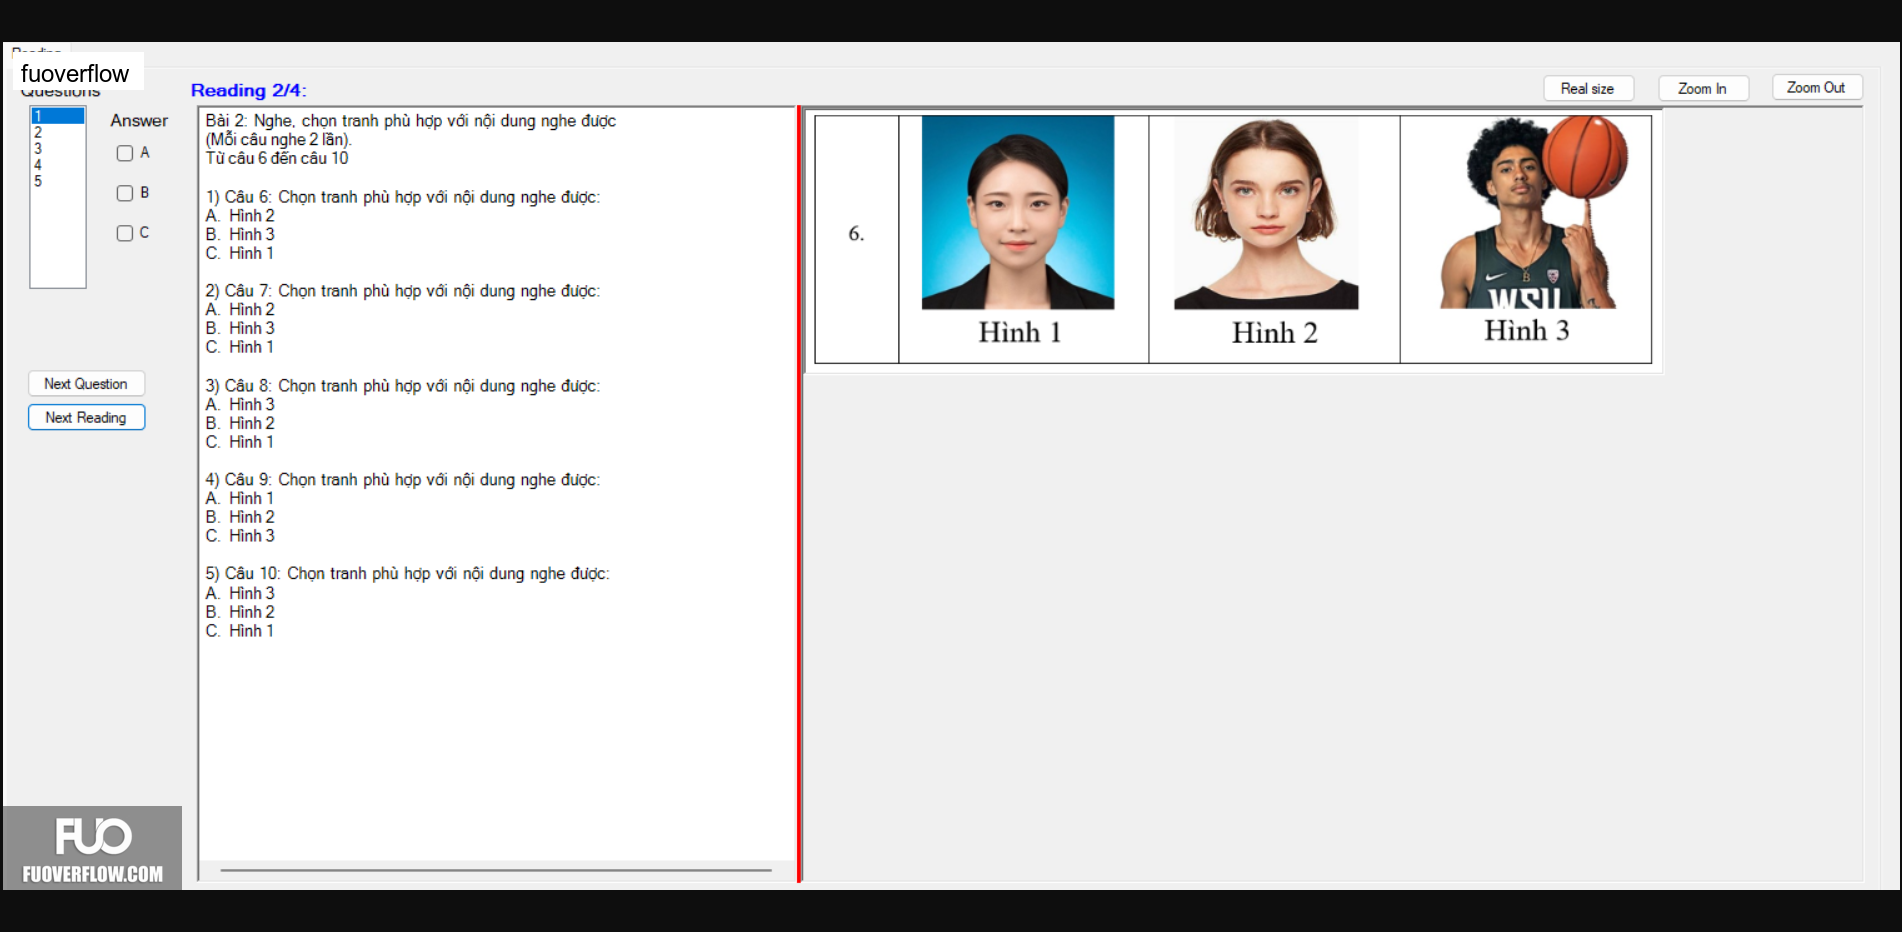 Reading
fuoverflow
Questions
1
2
3
4
5
Answer
A
B
C
Next Question
Next Reading
Reading 2/4:
Real size
Zoom In
Zoom Out
Bài 2: Nghe, chọn tranh phù hợp với nội dung nghe được
(Mỗi câu nghe 2 lần).
Từ câu 6 đến câu 10
1) Câu 6: Chọn tranh phù hợp với nội dung nghe được:
A. Hình 2
B. Hình 3
C. Hình 1
2) Câu 7: Chọn tranh phù hợp với nội dung nghe được:
A. Hình 2
B. Hình 3
C. Hình 1
3) Câu 8: Chọn tranh phù hợp với nội dung nghe được:
A. Hình 3
B. Hình 2
C. Hình 1
4) Câu 9: Chọn tranh phù hợp với nội dung nghe được:
A. Hình 1
B. Hình 2
C. Hình 3
5) Câu 10: Chọn tranh phù hợp với nội dung nghe được:
A. Hình 3
B. Hình 2
C. Hình 1
6.
WSU
Hình 1
Hình 2
Hình 3
FUO
FUOVERFLOW.COM